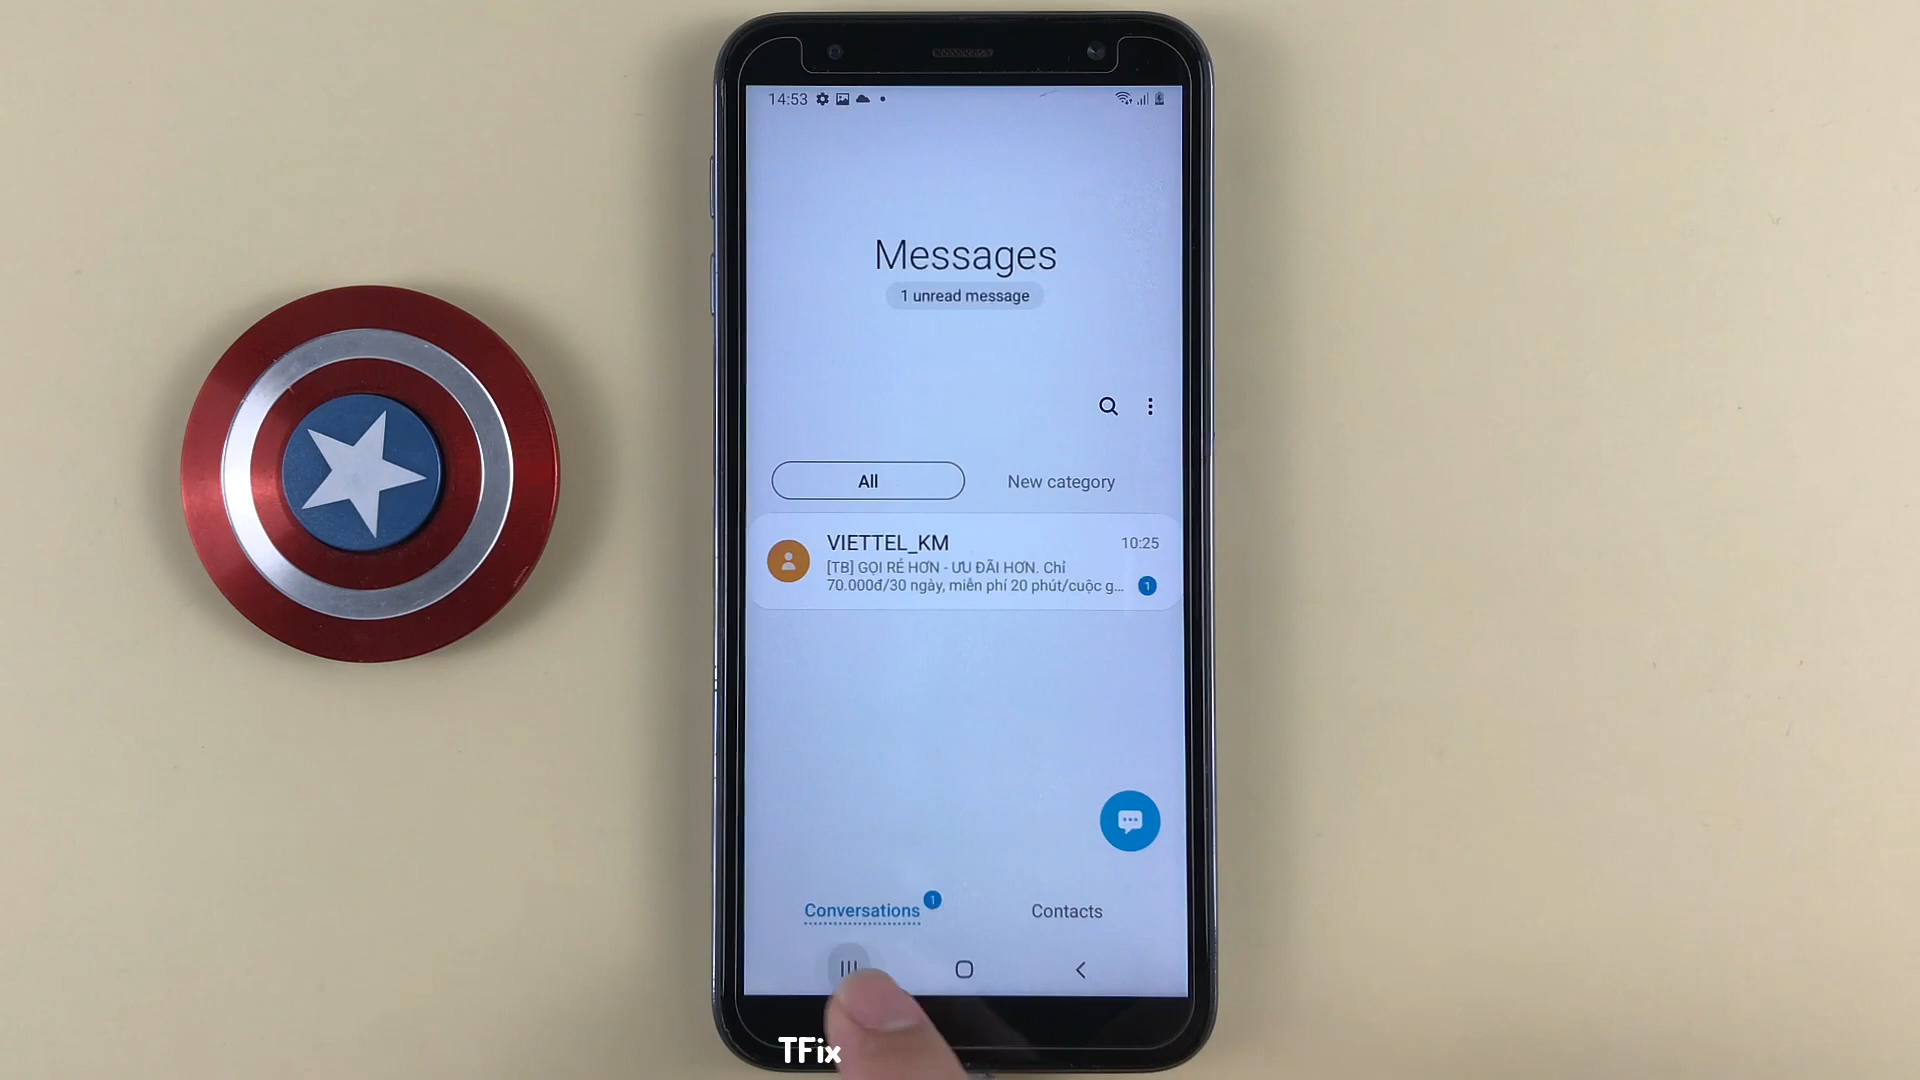 14:53
Messages
1 unread message
All
New category
VIETTEL_KM
10:25
[TB] GỌI RẺ HƠN - ƯU ĐÃI HƠN. Chỉ
70.000đ/30 ngày, miễn phí 20 phút/cuộc g...
1
Conversations
1
Contacts
TFix